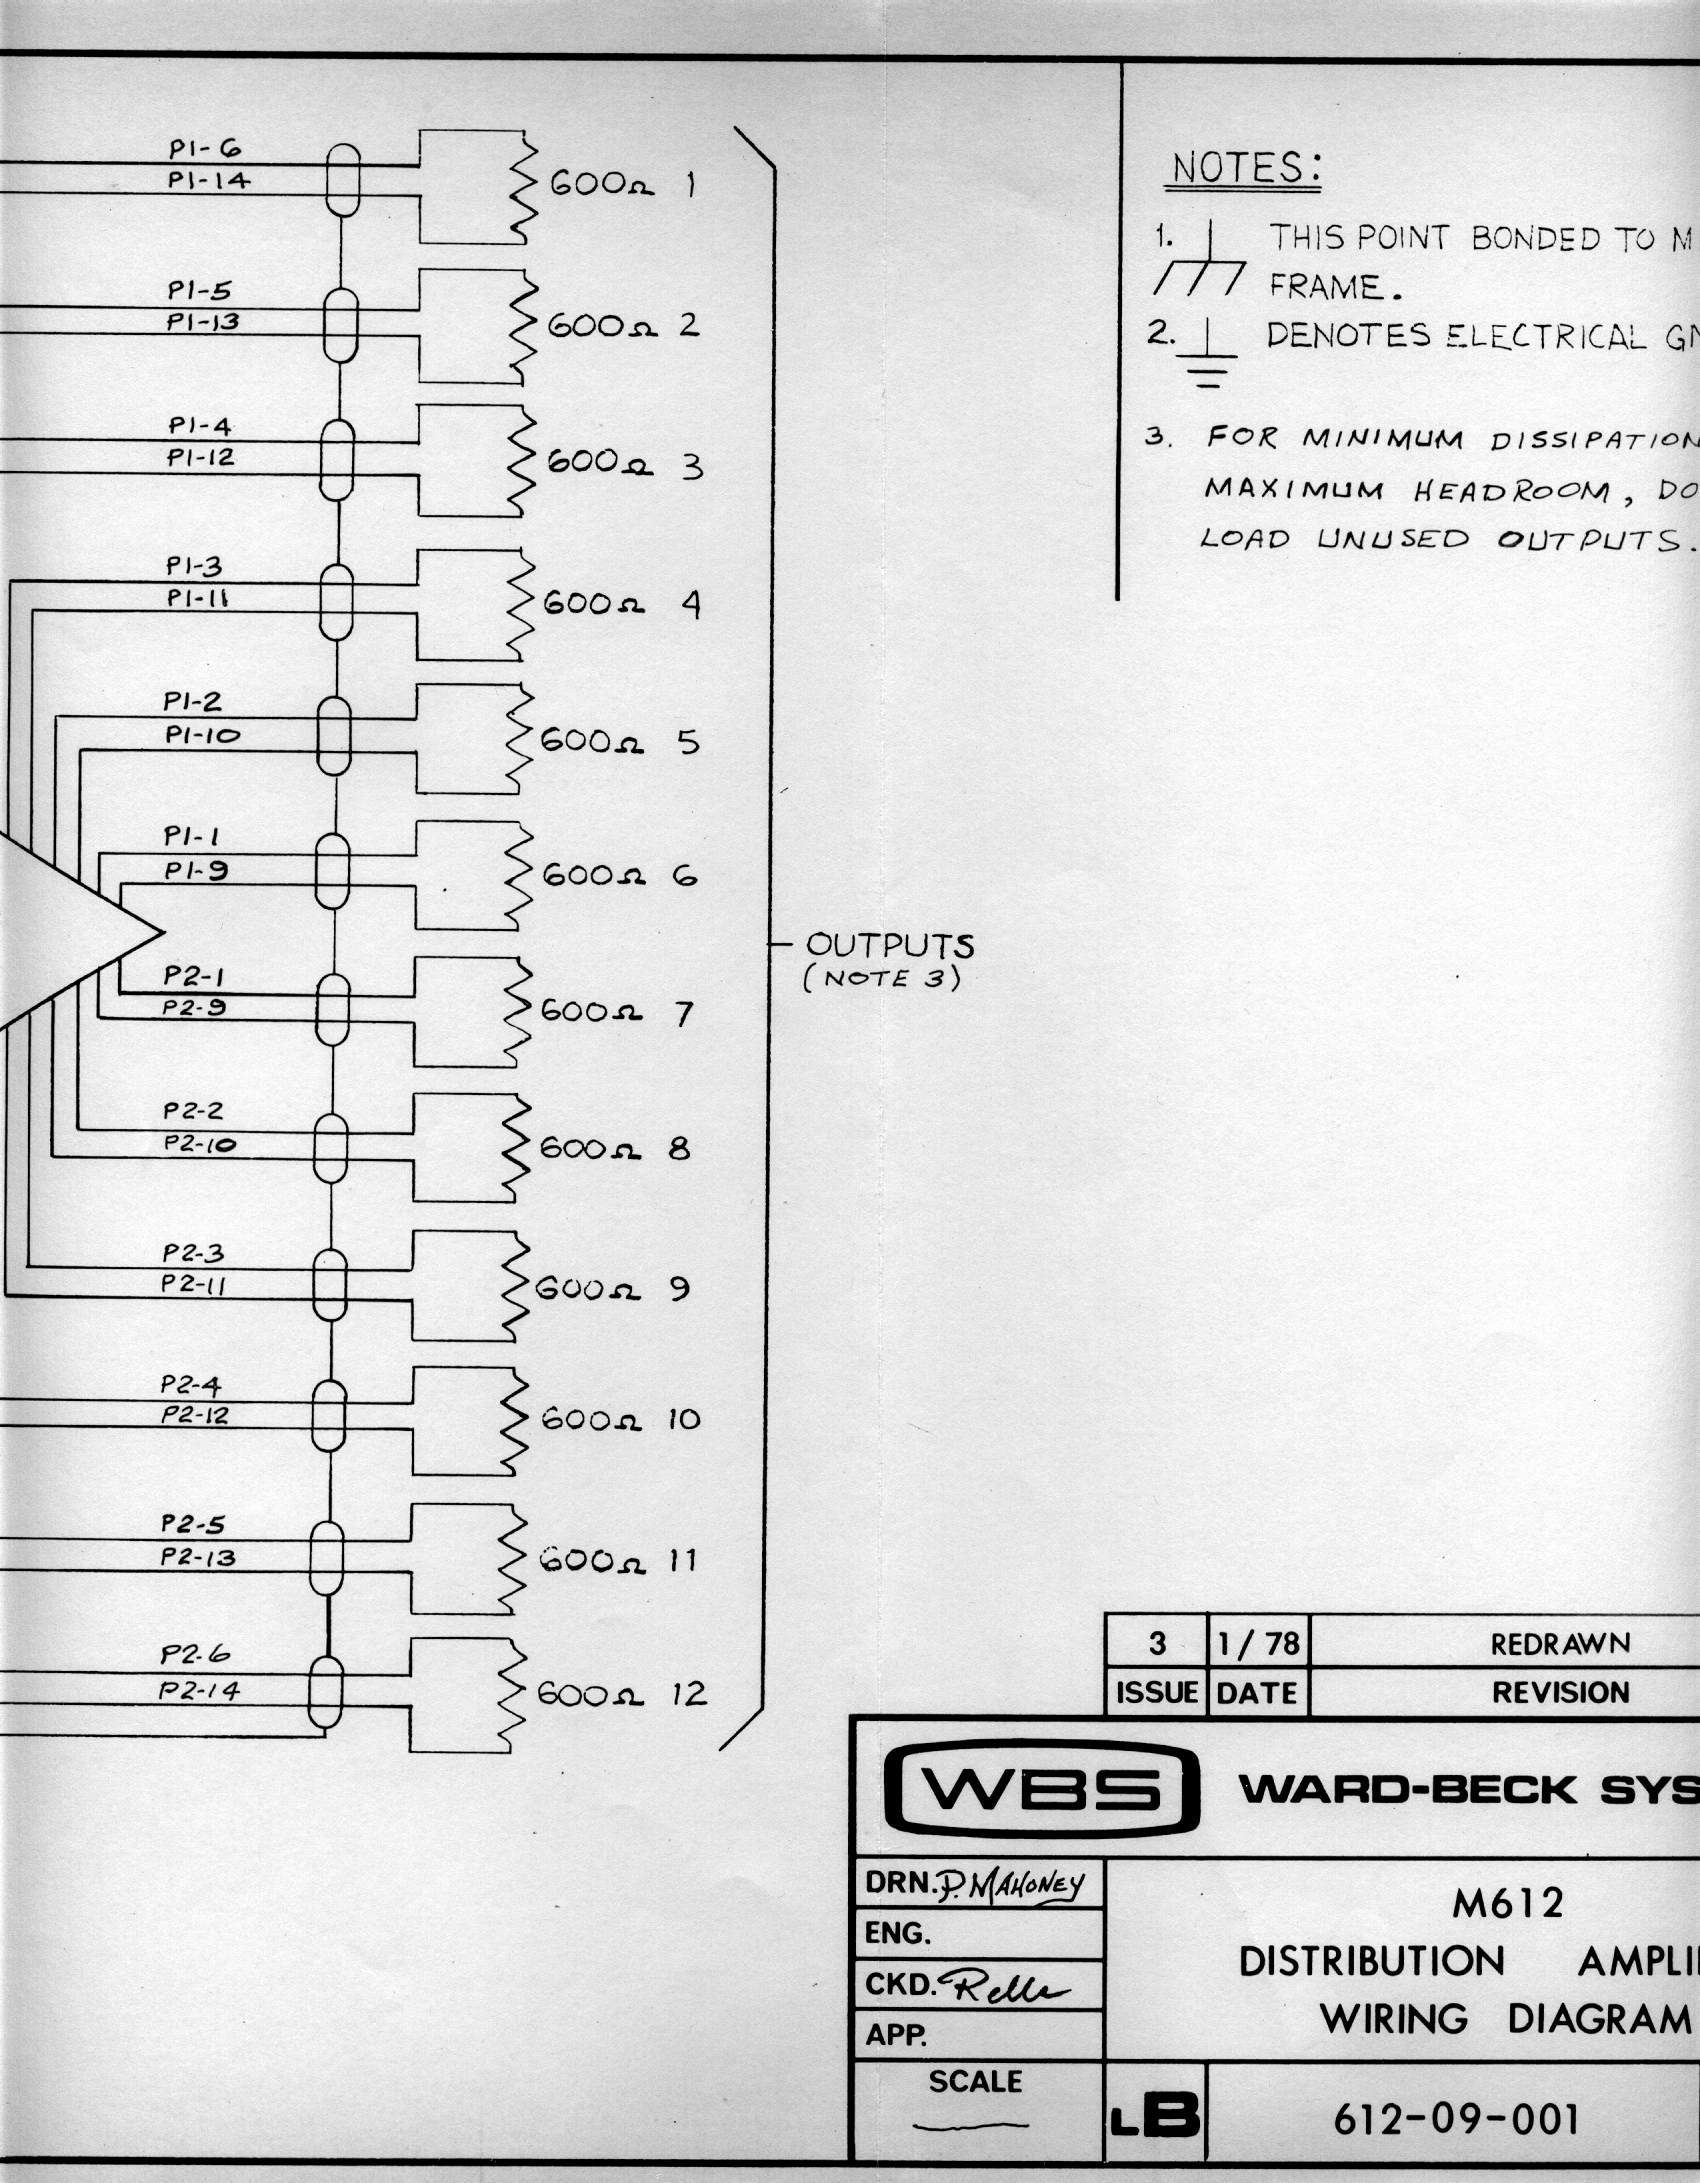 P1-6
P1-14
600Ω 1
P1-5
P1-13
600Ω 2
P1-4
P1-12
600Ω 3
P1-3
P1-11
600Ω 4
P1-2
P1-10
600Ω 5
P1-1
P1-9
600Ω 6
P2-1
P2-9
600Ω 7
P2-2
P2-10
600Ω 8
P2-3
P2-11
600Ω 9
P2-4
P2-12
600Ω 10
P2-5
P2-13
600Ω 11
P2-6
P2-14
600Ω 12
OUTPUTS
(NOTE 3)
NOTES:
1. THIS POINT BONDED TO M
FRAME.
2. DENOTES ELECTRICAL G
3. FOR MINIMUM DISSIPATION
MAXIMUM HEADROOM, DO
LOAD UNUSED OUTPUTS.
3 1/78 REDRAWN
ISSUE DATE REVISION
WBS WARD-BECK SYS
DRN. P. MAHONEY
ENG.
CKD.
APP.
SCALE
M612
DISTRIBUTION AMPLI
WIRING DIAGRAM
LB 612-09-001